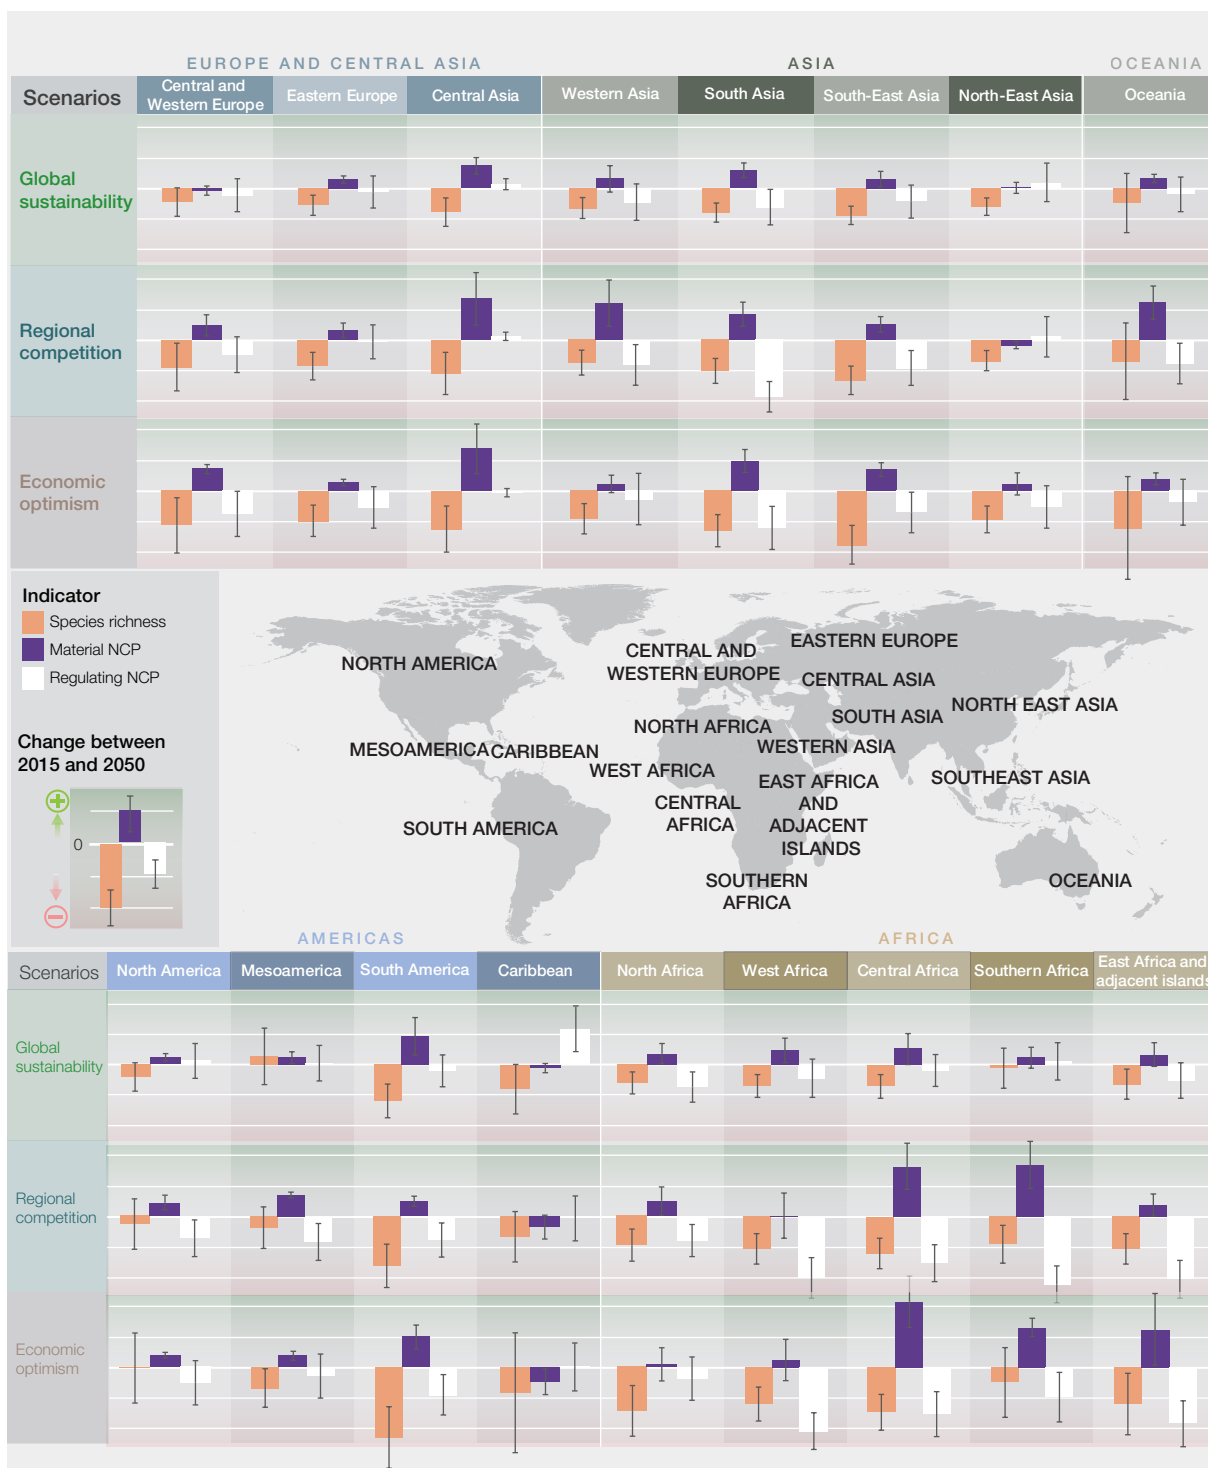 EUROPE AND CENTRAL ASIA
ASIA
OCEANIA
Scenarios
Central and
Western Europe
Eastern Europe
Central Asia
Western Asia
South Asia
South-East Asia
North-East Asia
Oceania
Global
sustainability
Regional
competition
Economic
optimism
Indicator
Species richness
Material NCP
Regulating NCP
Change between
2015 and 2050
0
NORTH AMERICA
CENTRAL AND
WESTERN EUROPE
EASTERN EUROPE
CENTRAL ASIA
NORTH EAST ASIA
SOUTH ASIA
NORTH AFRICA
WESTERN ASIA
MESOAMERICA
CARIBBEAN
WEST AFRICA
EAST AFRICA
AND
ADJACENT
ISLANDS
SOUTHEAST ASIA
CENTRAL
AFRICA
SOUTH AMERICA
SOUTHERN
AFRICA
OCEANIA
AMERICAS
AFRICA
Scenarios
North America
Mesoamerica
South America
Caribbean
North Africa
West Africa
Central Africa
Southern Africa
East Africa and
adjacent islands
Global
sustainability
Regional
competition
Economic
optimism